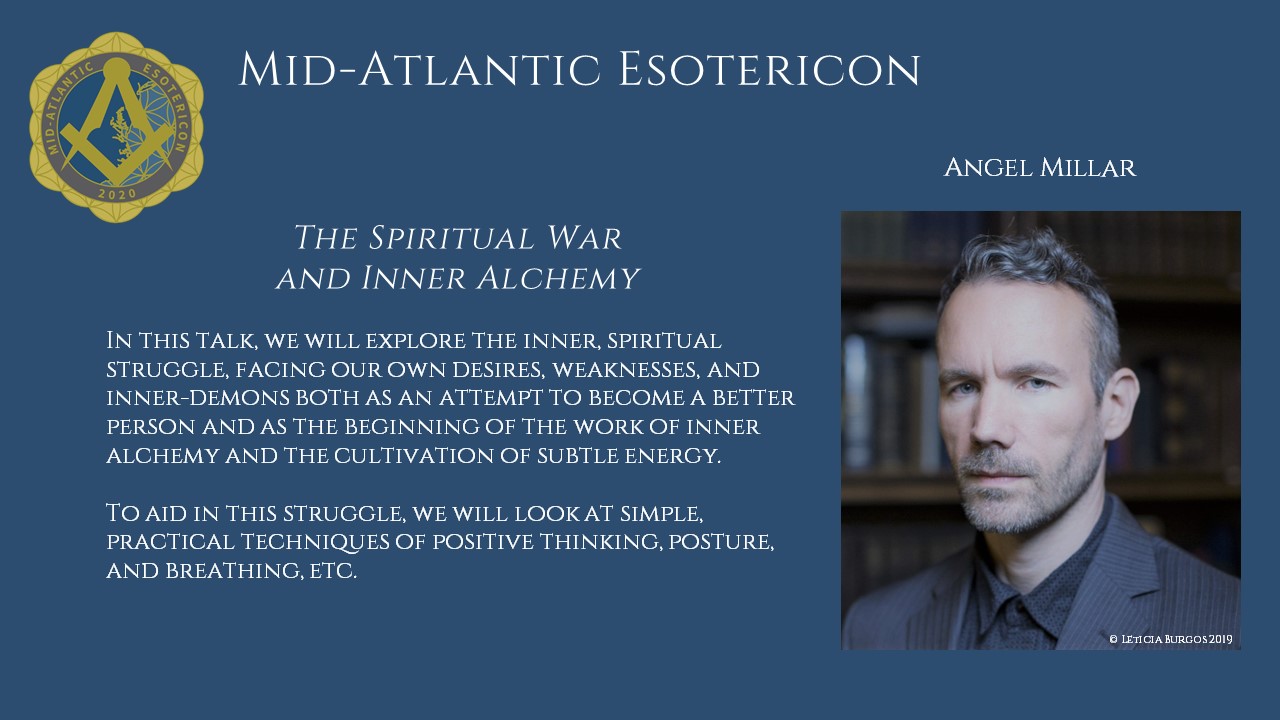 Mid-Atlantic Esotericon
MID-ATLANTIC ESOTERICON
2020
Angel Millar
The Spiritual War
and Inner Alchemy
In this talk, we will explore the inner, spiritual
struggle, facing our own desires, weaknesses, and
inner-demons both as an attempt to become a better
person and as the beginning of the work of inner
alchemy and the cultivation of subtle energy.
To aid in this struggle, we will look at simple,
practical techniques of positive thinking, posture,
and breathing, etc.
© Leticia Burgos 2019